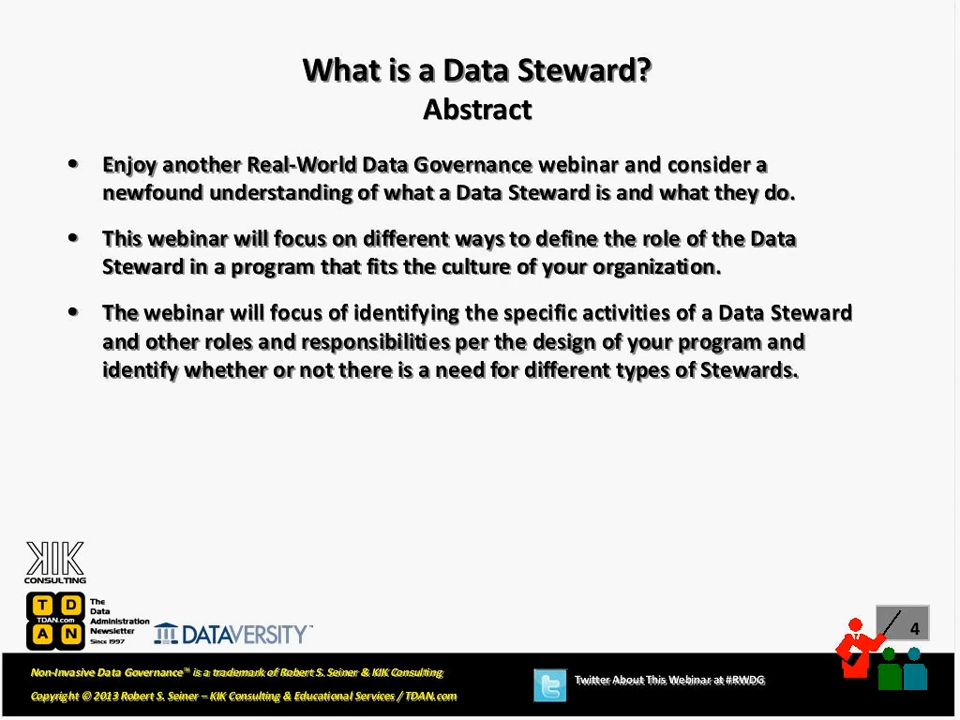 What is a Data Steward?
Abstract
• Enjoy another Real-World Data Governance webinar and consider a
newfound understanding of what a Data Steward is and what they do.
• This webinar will focus on different ways to define the role of the Data
Steward in a program that fits the culture of your organization.
• The webinar will focus of identifying the specific activities of a Data Steward
and other roles and responsibilities per the design of your program and
identify whether or not there is a need for different types of Stewards.
KIK
CONSULTING
T D
TDAN.com
A N
The
Data
Administration
Newsletter
Since 1997
DATAVERSITY™
4
Non-Invasive Data Governance™ is a trademark of Robert S. Seiner & KIK Consulting
Copyright © 2013 Robert S. Seiner – KIK Consulting & Educational Services / TDAN.com
Twitter About This Webinar at #RWDG